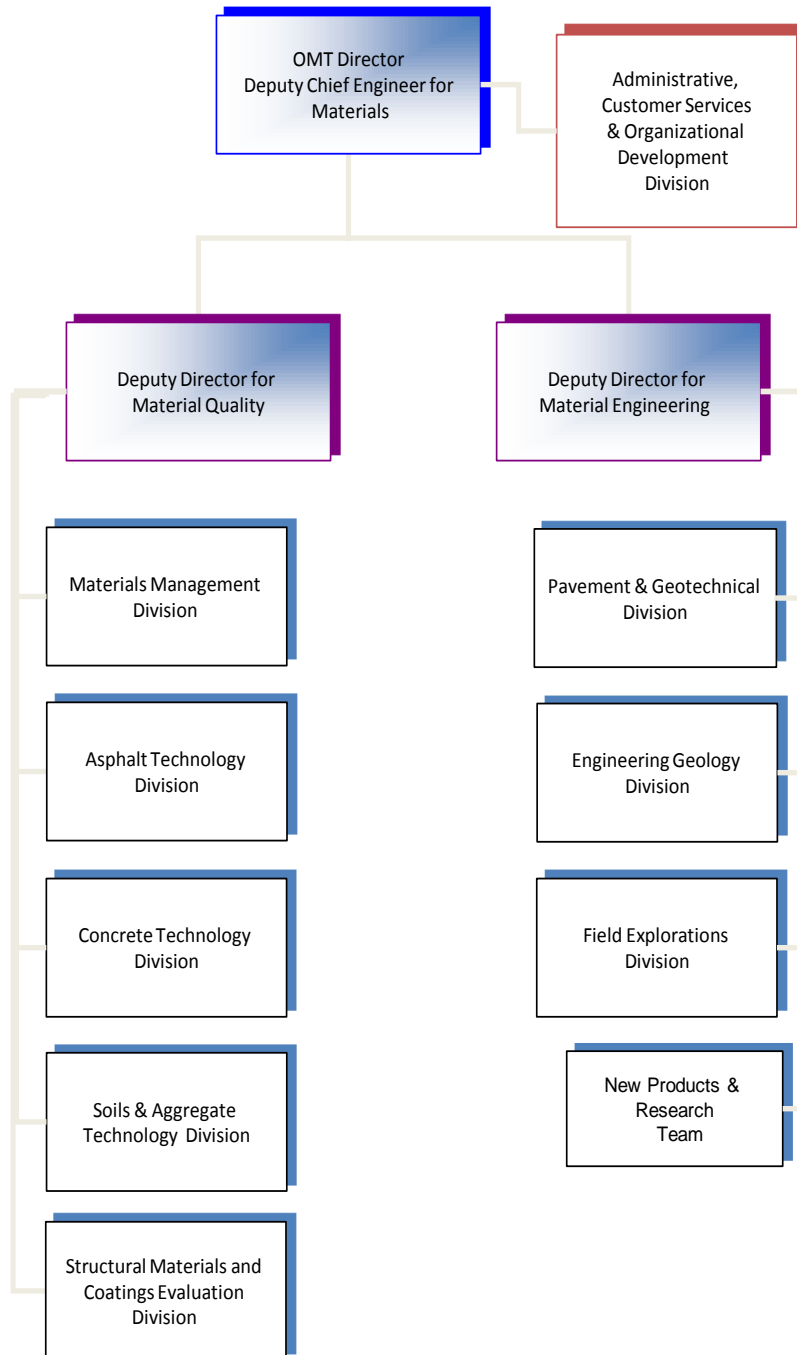 OMT Director
Deputy Chief Engineer for
Materials
Administrative,
Customer Services
& Organizational
Development
Division
Deputy Director for
Material Quality
Deputy Director for
Material Engineering
Materials Management
Division
Pavement & Geotechnical
Division
Asphalt Technology
Division
Engineering Geology
Division
Concrete Technology
Division
Field Explorations
Division
Soils & Aggregate
Technology Division
New Products &
Research
Team
Structural Materials and
Coatings Evaluation
Division